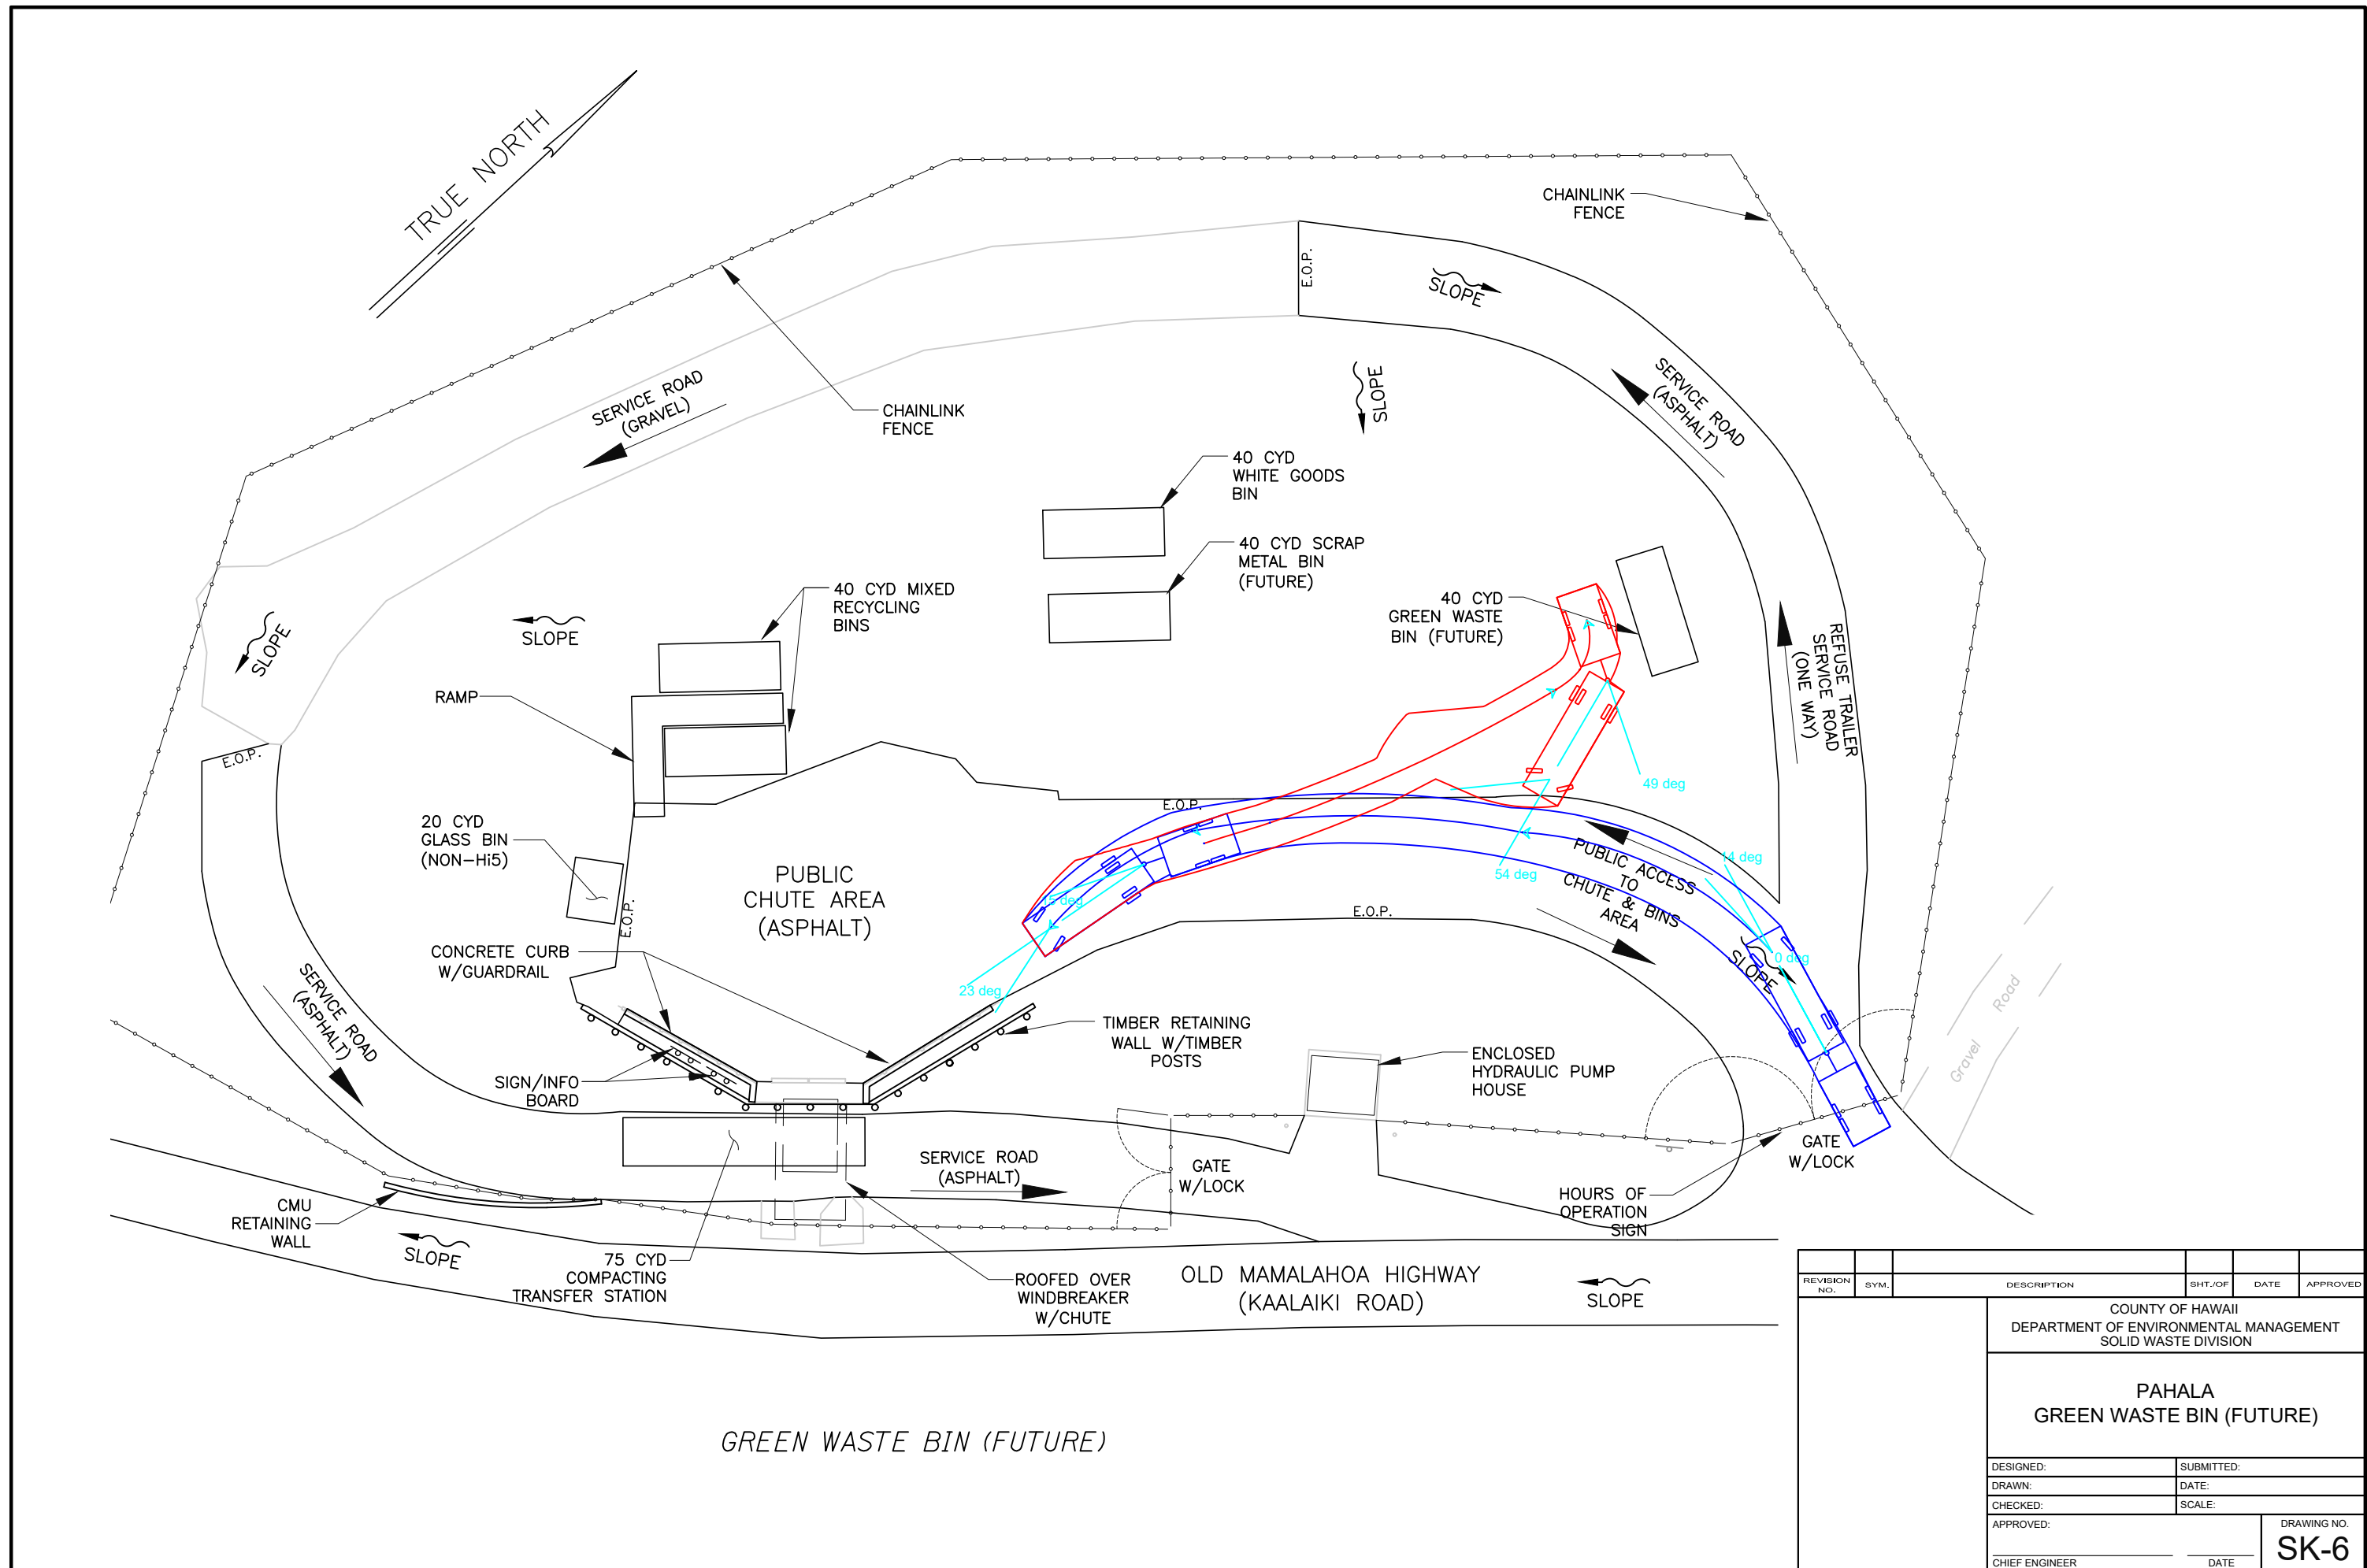 TRUE NORTH
CHAINLINK
FENCE
E.O.P.
SLOPE
SERVICE ROAD
(ASPHALT)
SLOPE
SERVICE ROAD
(GRAVEL)
CHAINLINK
FENCE
40 CYD
WHITE GOODS
BIN
40 CYD SCRAP
METAL BIN
(FUTURE)
40 CYD MIXED
RECYCLING
BINS
40 CYD
GREEN WASTE
BIN (FUTURE)
SLOPE
SLOPE
REFUSE TRAILER
SERVICE ROAD
(ONE WAY)
RAMP
E.O.P.
49 deg
E.O.P.
20 CYD
GLASS BIN
(NON-Hi5)
PUBLIC
CHUTE AREA
(ASPHALT)
54 deg
14 deg
PUBLIC ACCESS
TO
CHUTE & BINS
AREA
15 deg
E.O.P.
E.O.P.
CONCRETE CURB
W/GUARDRAIL
SLOPE
0 deg
23 deg
SERVICE ROAD
(ASPHALT)
Gravel Road
TIMBER RETAINING
WALL W/TIMBER
POSTS
ENCLOSED
HYDRAULIC PUMP
HOUSE
SIGN/INFO
BOARD
SERVICE ROAD
(ASPHALT)
GATE
W/LOCK
GATE
W/LOCK
HOURS OF
OPERATION
SIGN
CMU
RETAINING
WALL
SLOPE
75 CYD
COMPACTING
TRANSFER STATION
ROOFED OVER
WINDBREAKER
W/CHUTE
OLD MAMALAHOA HIGHWAY
(KAALAIKI ROAD)
SLOPE
GREEN WASTE BIN (FUTURE)
REVISION NO. SYM. DESCRIPTION SHT./OF DATE APPROVED
COUNTY OF HAWAII
DEPARTMENT OF ENVIRONMENTAL MANAGEMENT
SOLID WASTE DIVISION
PAHALA
GREEN WASTE BIN (FUTURE)
DESIGNED: SUBMITTED:
DRAWN: DATE:
CHECKED: SCALE:
APPROVED:
CHIEF ENGINEER DATE
DRAWING NO.
SK-6